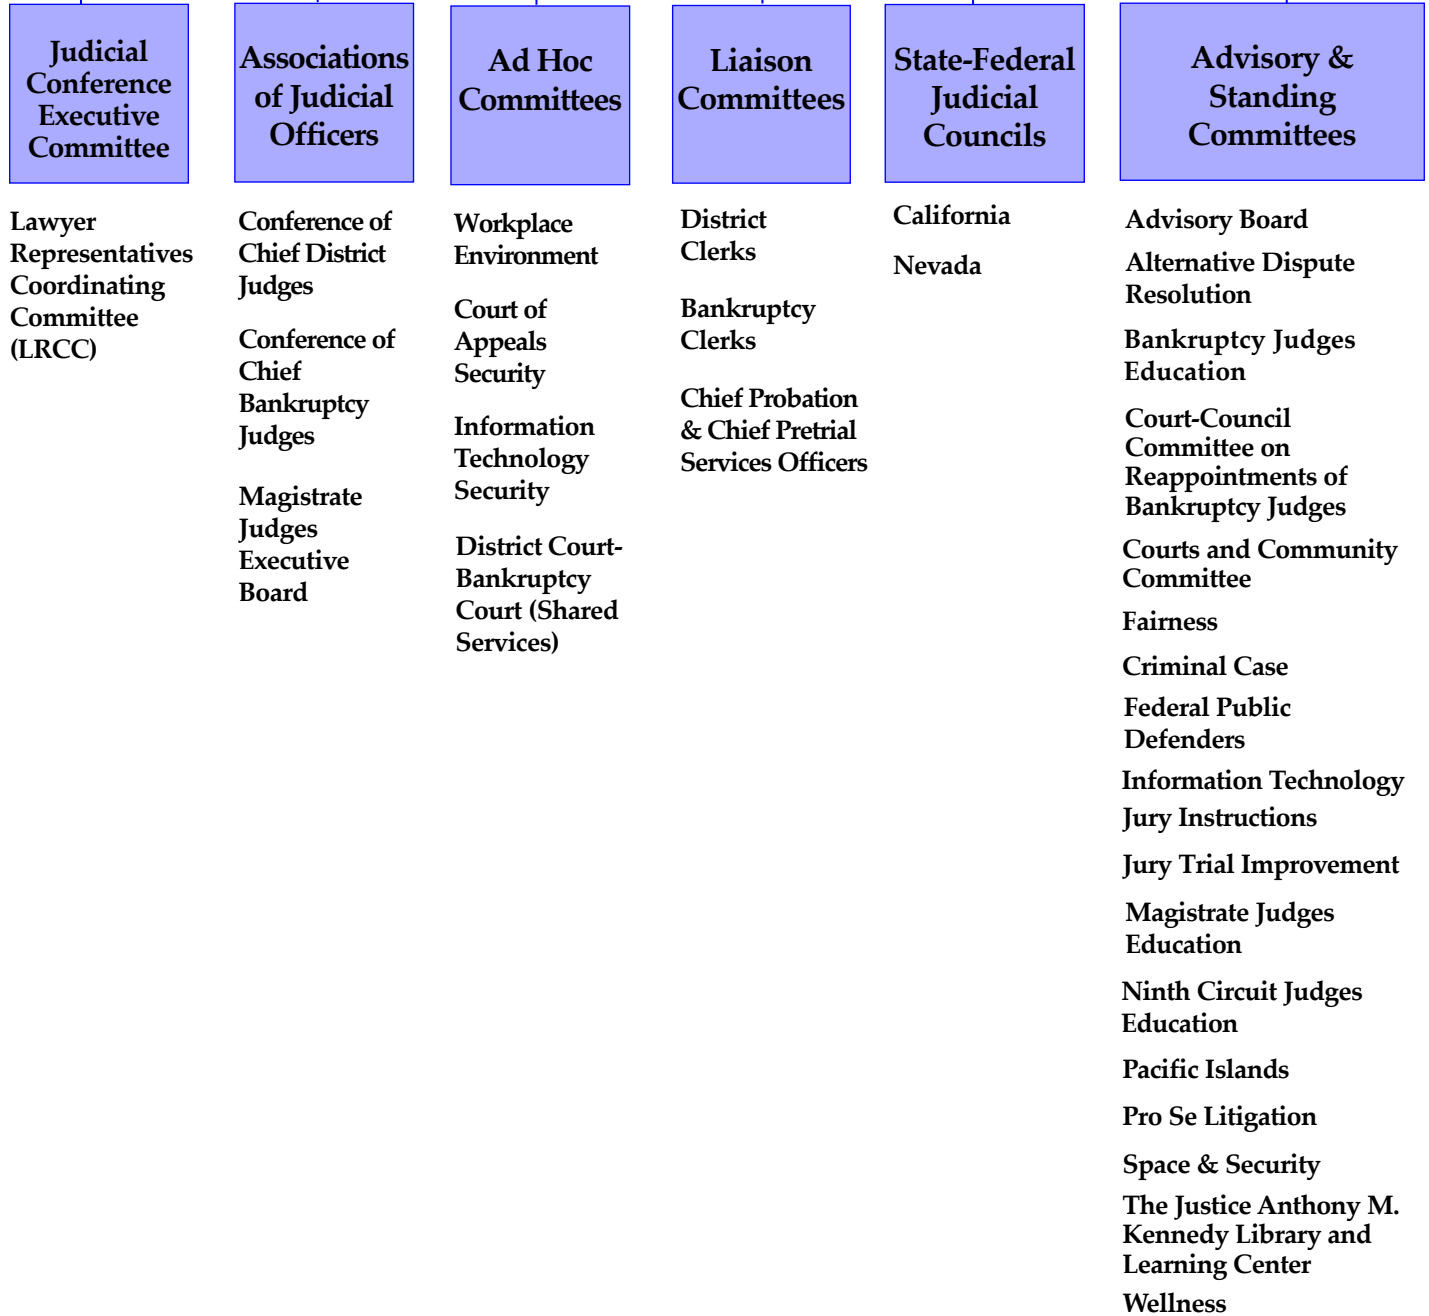 Judicial
Conference
Executive
Committee
Lawyer
Representatives
Coordinating
Committee
(LRCC)
Associations
of Judicial
Officers
Conference of
Chief District
Judges
Conference of
Chief
Bankruptcy
Judges
Magistrate
Judges
Executive
Board
Ad Hoc
Committees
Workplace
Environment
Court of
Appeals
Security
Information
Technology
Security
District Court-
Bankruptcy
Court (Shared
Services)
Liaison
Committees
District
Clerks
Bankruptcy
Clerks
Chief Probation
& Chief Pretrial
Services Officers
State-Federal
Judicial
Councils
California
Nevada
Advisory &
Standing
Committees
Advisory Board
Alternative Dispute
Resolution
Bankruptcy Judges
Education
Court-Council
Committee on
Reappointments of
Bankruptcy Judges
Courts and Community
Committee
Fairness
Criminal Case
Federal Public
Defenders
Information Technology
Jury Instructions
Jury Trial Improvement
Magistrate Judges
Education
Ninth Circuit Judges
Education
Pacific Islands
Pro Se Litigation
Space & Security
The Justice Anthony M.
Kennedy Library and
Learning Center
Wellness